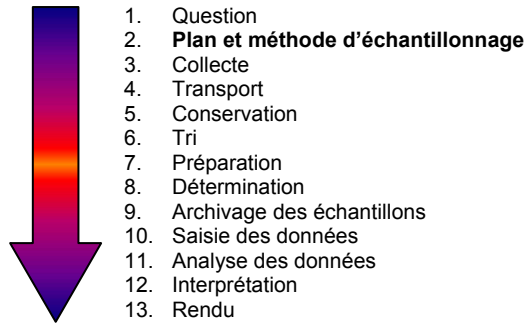 1. Question
2. Plan et méthode d’échantillonnage
3. Collecte
4. Transport
5. Conservation
6. Tri
7. Préparation
8. Détermination
9. Archivage des échantillons
10. Saisie des données
11. Analyse des données
12. Interprétation
13. Rendu